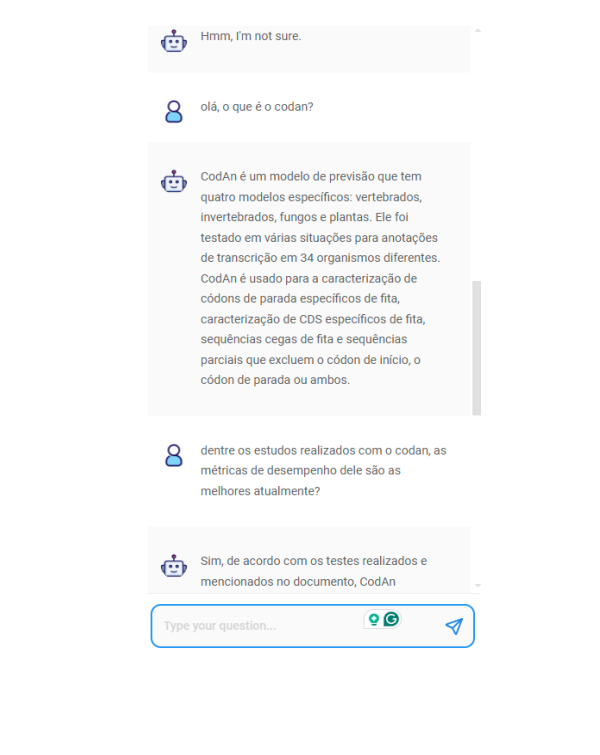 Hmm, I'm not sure.
olá, o que é o codan?
CodAn é um modelo de previsão que tem
quatro modelos específicos: vertebrados,
invertebrados, fungos e plantas. Ele foi
testado em várias situações para anotações
de transcrição em 34 organismos diferentes.
CodAn é usado para a caracterização de
códons de parada específicos de fita,
caracterização de CDS específicos de fita,
sequências cegas de fita e sequências
parciais que excluem o códon de início, o
códon de parada ou ambos.
dentre os estudos realizados com o codan, as
métricas de desempenho dele são as
melhores atualmente?
Sim, de acordo com os testes realizados e
mencionados no documento, CodAn
Type your question...